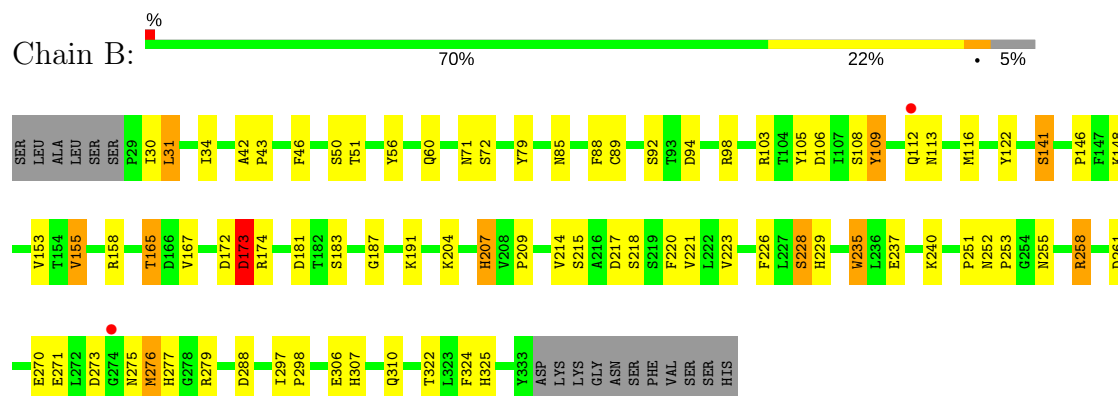 %
Chain B:
70% 22% • 5%
SER LEU ALA LEU SER SER P29 I30 L31 I34 A42 P43 F46 S50 T51 Y56 Q60 N71 S72 Y79 N85 F88 C89 S92 T93 D94 R98 R103 T104 Y105 D106 I107 S108 Y109 Q112 N113 M116 Y122 S141 P146 F147 K148
V153 T154 V155 R158 T165 D166 V167 D172 D173 R174 D181 T182 S183 G187 K191 K204 H207 V208 P209 V214 S215 A216 D217 S218 S219 F220 V221 L222 V223 F226 L227 S228 H229 W235 L236 E237 K240 P251 N252 P253 G254 N255 R258 D261
E270 E271 L272 D273 G274 N275 M276 H277 G278 R279 D288 I297 P298 E306 H307 Q310 T322 L323 F324 H325 Y333 ASP LYS LYS GLY ASN SER PHE VAL SER SER HIS